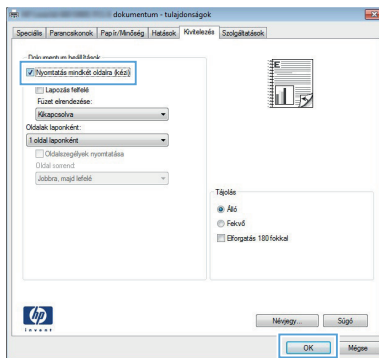 dokumentum - tulajdonságok
Speciális Parancsikonok Papír/Minőség Hatások Kivitelezés Szolgáltatások
Dokumentum beállítások
Nyomtatás mindkét oldalra (kézi)
Lapozás felfelé
Füzet elrendezése:
Kikapcsolva
Oldalak laponként:
1 oldal laponként
Oldalszegélyek nyomtatása
Oldal sorrend:
Jobbra, majd lefelé
Tájolás
Álló
Fekvő
Elforgatás 180 fokkal
hp
invent
Névjegy... Súgó
OK Mégse